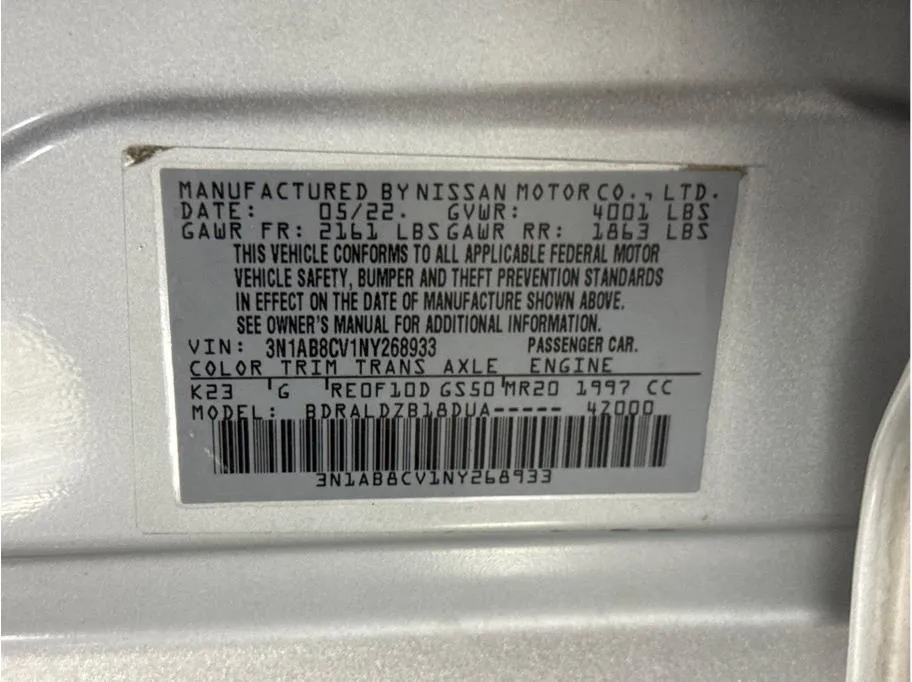 MANUFACTURED BY NISSAN MOTOR CO., LTD.
DATE: 05/22. GVWR: 4001 LBS
GAWR FR: 2161 LBS GAWR RR: 1863 LBS
THIS VEHICLE CONFORMS TO ALL APPLICABLE FEDERAL MOTOR
VEHICLE SAFETY, BUMPER AND THEFT PREVENTION STANDARDS
IN EFFECT ON THE DATE OF MANUFACTURE SHOWN ABOVE.
SEE OWNER'S MANUAL FOR ADDITIONAL INFORMATION.
VIN: 3N1AB8CV1NY268933 PASSENGER CAR.
COLOR TRIM TRANS AXLE ENGINE
K23 'G 'RE0F10D GS50'MR20 1997 CC
MODEL: BDRALDZB18DUA----- 47000
3N1AB8CV1NY268933